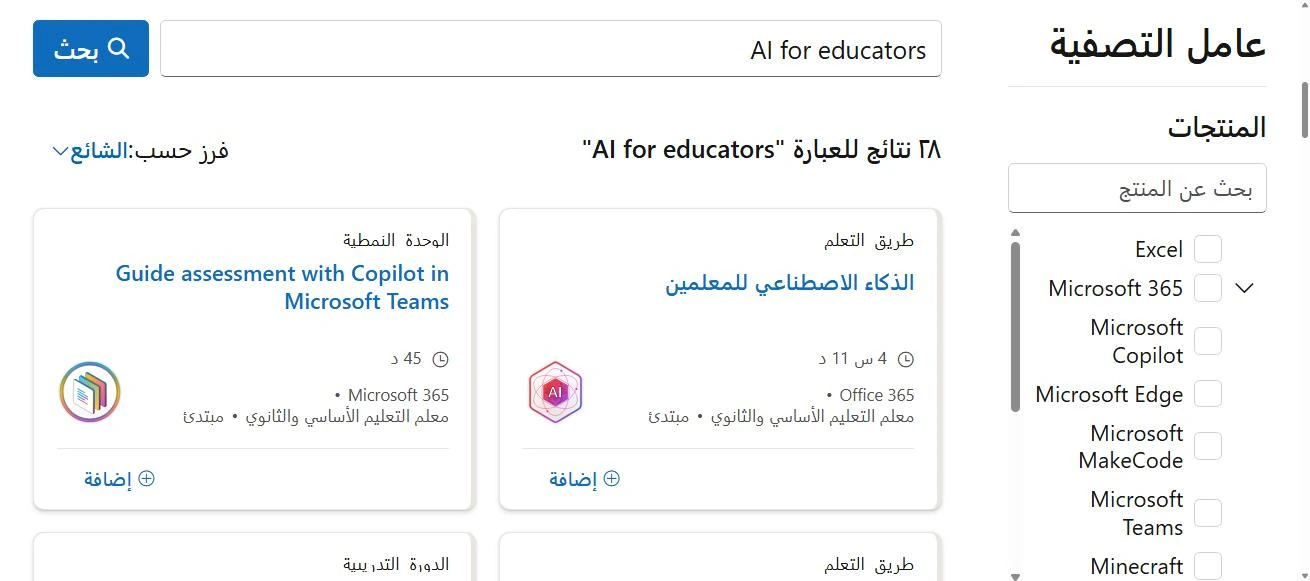 عامل التصفية
المنتجات
بحث عن المنتج
Excel
Microsoft 365
Microsoft
Copilot
Microsoft Edge
Microsoft
MakeCode
Microsoft
Teams
Minecraft
AI for educators
بحث
٢٨ نتائج للعبارة "AI for educators"
فرز حسب:الشائع
طريق التعلم
الذكاء الاصطناعي للمعلمين
4 س 11 د
Office 365 •
معلم التعليم الأساسي والثانوي • مبتدئ
AI
إضافة
الوحدة النمطية
Guide assessment with Copilot in
Microsoft Teams
45 د
Microsoft 365 •
معلم التعليم الأساسي والثانوي • مبتدئ
إضافة
طريق التعلم
الدورة التدريبية